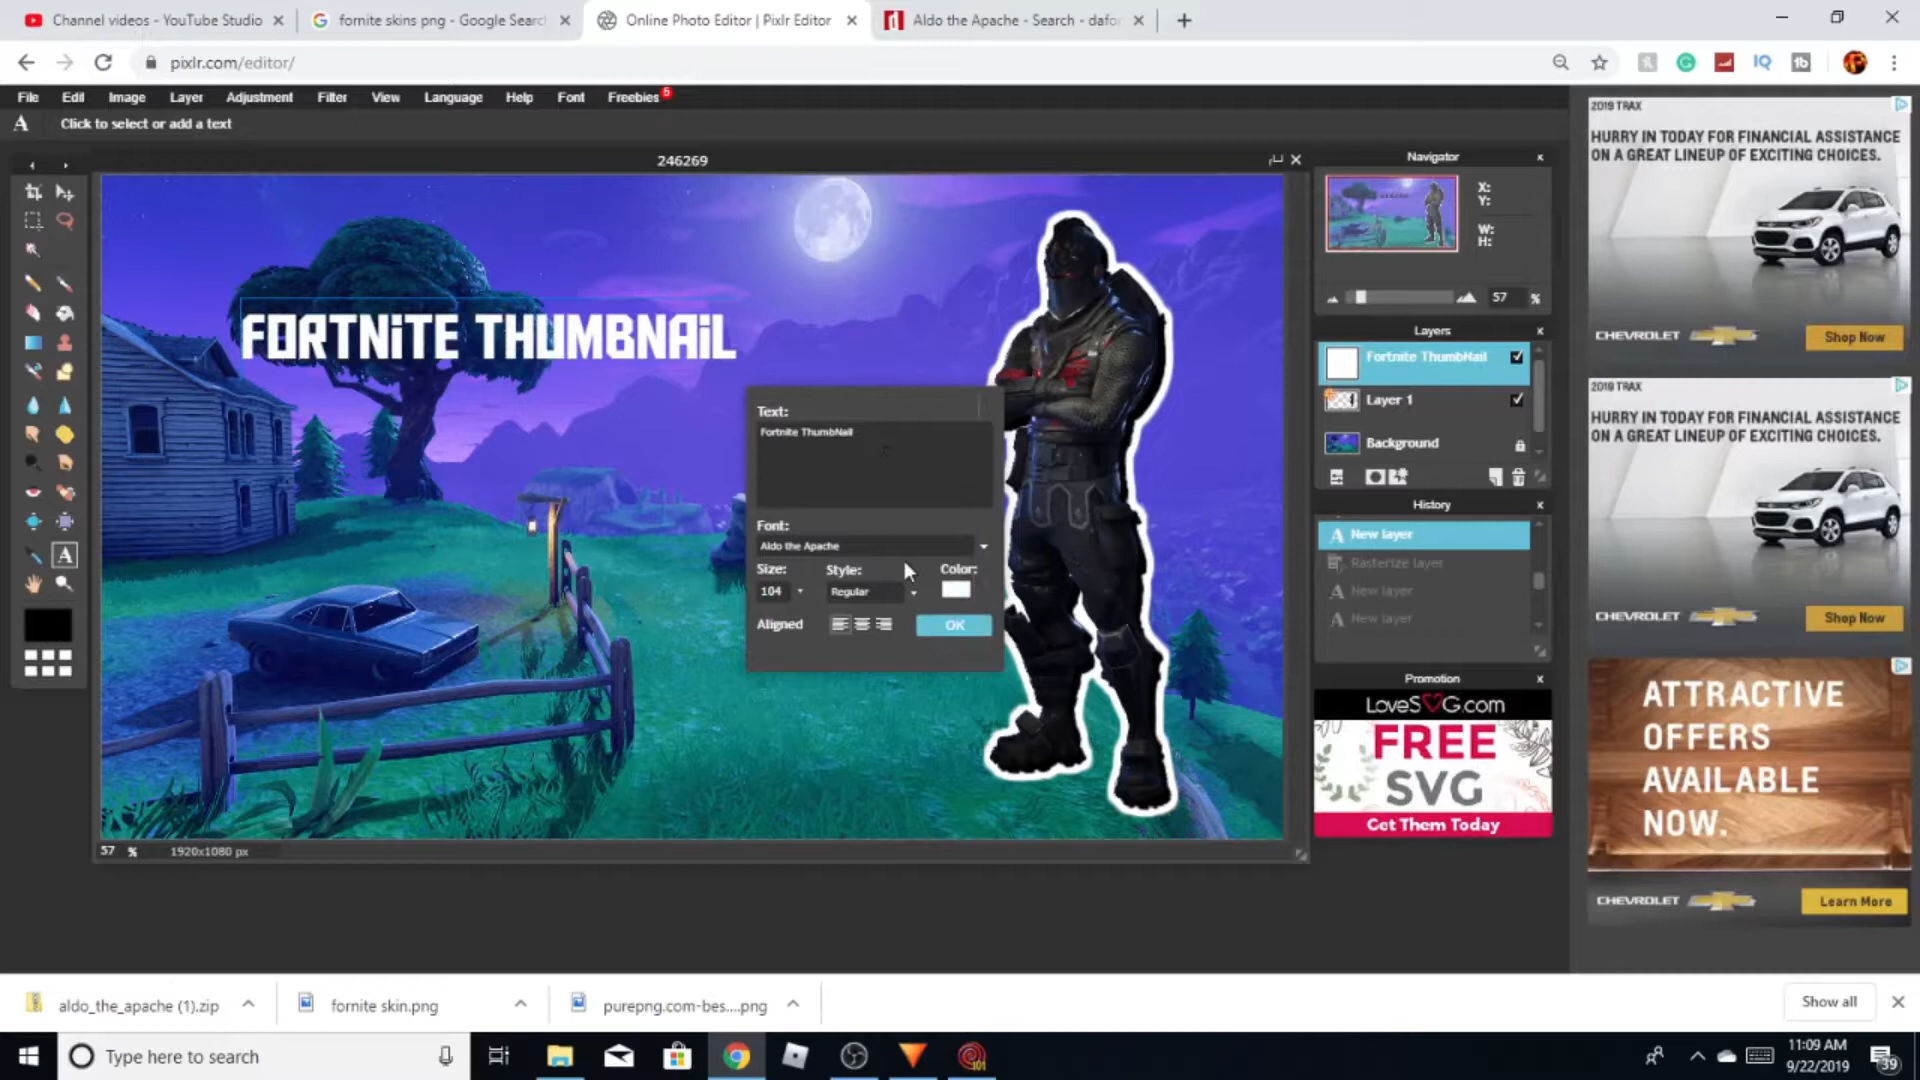 Channel videos - YouTube Studio
fornite skins png - Google Searc
Online Photo Editor | Pixlr Editor
Aldo the Apache - Search - dafo
pixlr.com/editor/
File Edit Image Layer Adjustment Filter View Language Help Font Freebies 5
A Click to select or add a text
246269
FORTNiTE THUMBNAiL
Text:
Fortnite ThumbNail
Font:
Aldo the Apache
Size: Style: Color:
104 Regular
Aligned OK
57 % 1920x1080 px
Navigator
X:
Y:
W:
H:
57 %
Layers
Fortnite ThumbNail
Layer 1
Background
History
A New layer
Rasterize layer
A New layer
A New layer
Promotion
LoveSVG.com
FREE
SVG
Get Them Today
2019 TRAX
HURRY IN TODAY FOR FINANCIAL ASSISTANCE
ON A GREAT LINEUP OF EXCITING CHOICES.
CHEVROLET Shop Now
2019 TRAX
HURRY IN TODAY FOR FINANCIAL ASSISTANCE
ON A GREAT LINEUP OF EXCITING CHOICES.
CHEVROLET Shop Now
ATTRACTIVE
OFFERS
AVAILABLE
NOW.
CHEVROLET Learn More
aldo_the_apache (1).zip
fornite skin.png
purepng.com-bes....png
Show all
Type here to search
11:09 AM
9/22/2019
39